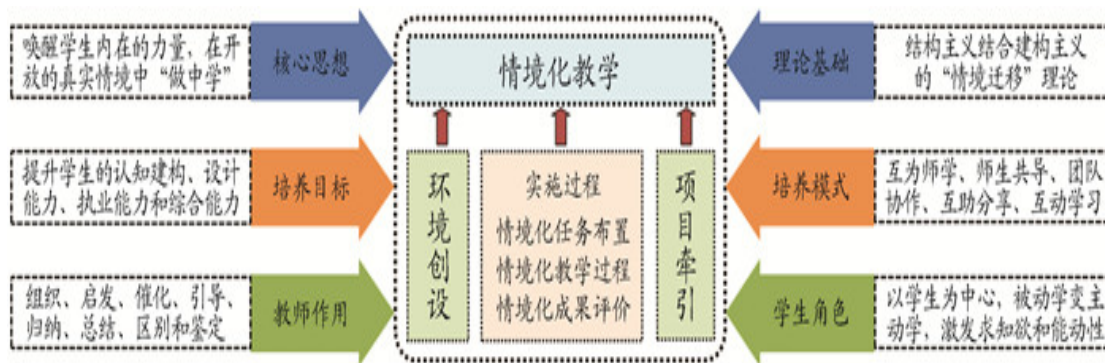 唤醒学生内在的力量，在开
放的真实情境中“做中学”
核心思想
提升学生的认知建构、设计
能力、执业能力和综合能力
培养目标
组织、启发、催化、引导、
归纳、总结、区别和鉴定
教师作用
情境化教学
环境创设
实施过程
情境化任务布置
情境化教学过程
情境化成果评价
项目牵引
理论基础
结构主义结合建构主义
的“情境迁移”理论
培养模式
互为师学、师生共导、团队
协作、互助分享、互动学习
学生角色
以学生为中心，被动学变主
动学，激发求知欲和能动性